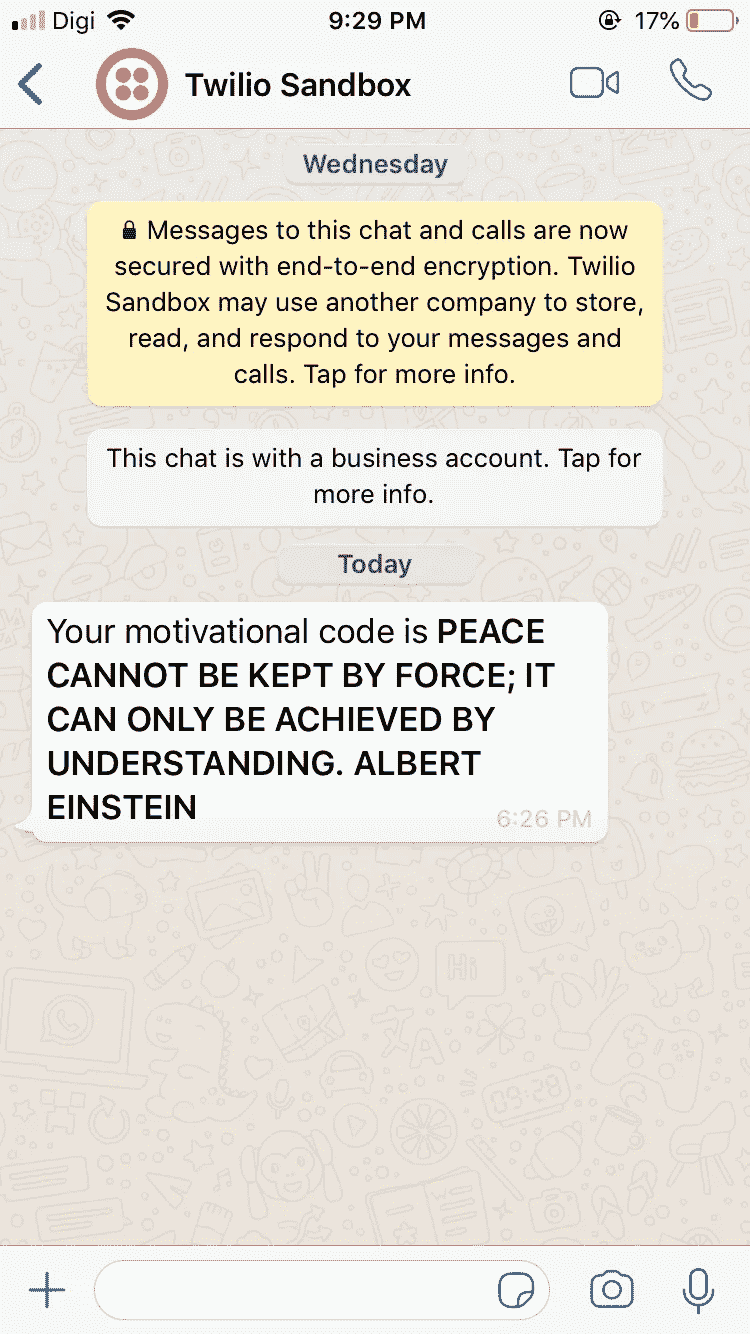 Digi 9:29 PM 17%
Twilio Sandbox
Wednesday
Messages to this chat and calls are now
secured with end-to-end encryption. Twilio
Sandbox may use another company to store,
read, and respond to your messages and
calls. Tap for more info.
This chat is with a business account. Tap for
more info.
Today
Your motivational code is PEACE
CANNOT BE KEPT BY FORCE; IT
CAN ONLY BE ACHIEVED BY
UNDERSTANDING. ALBERT
EINSTEIN
6:26 PM
Hi
09:28